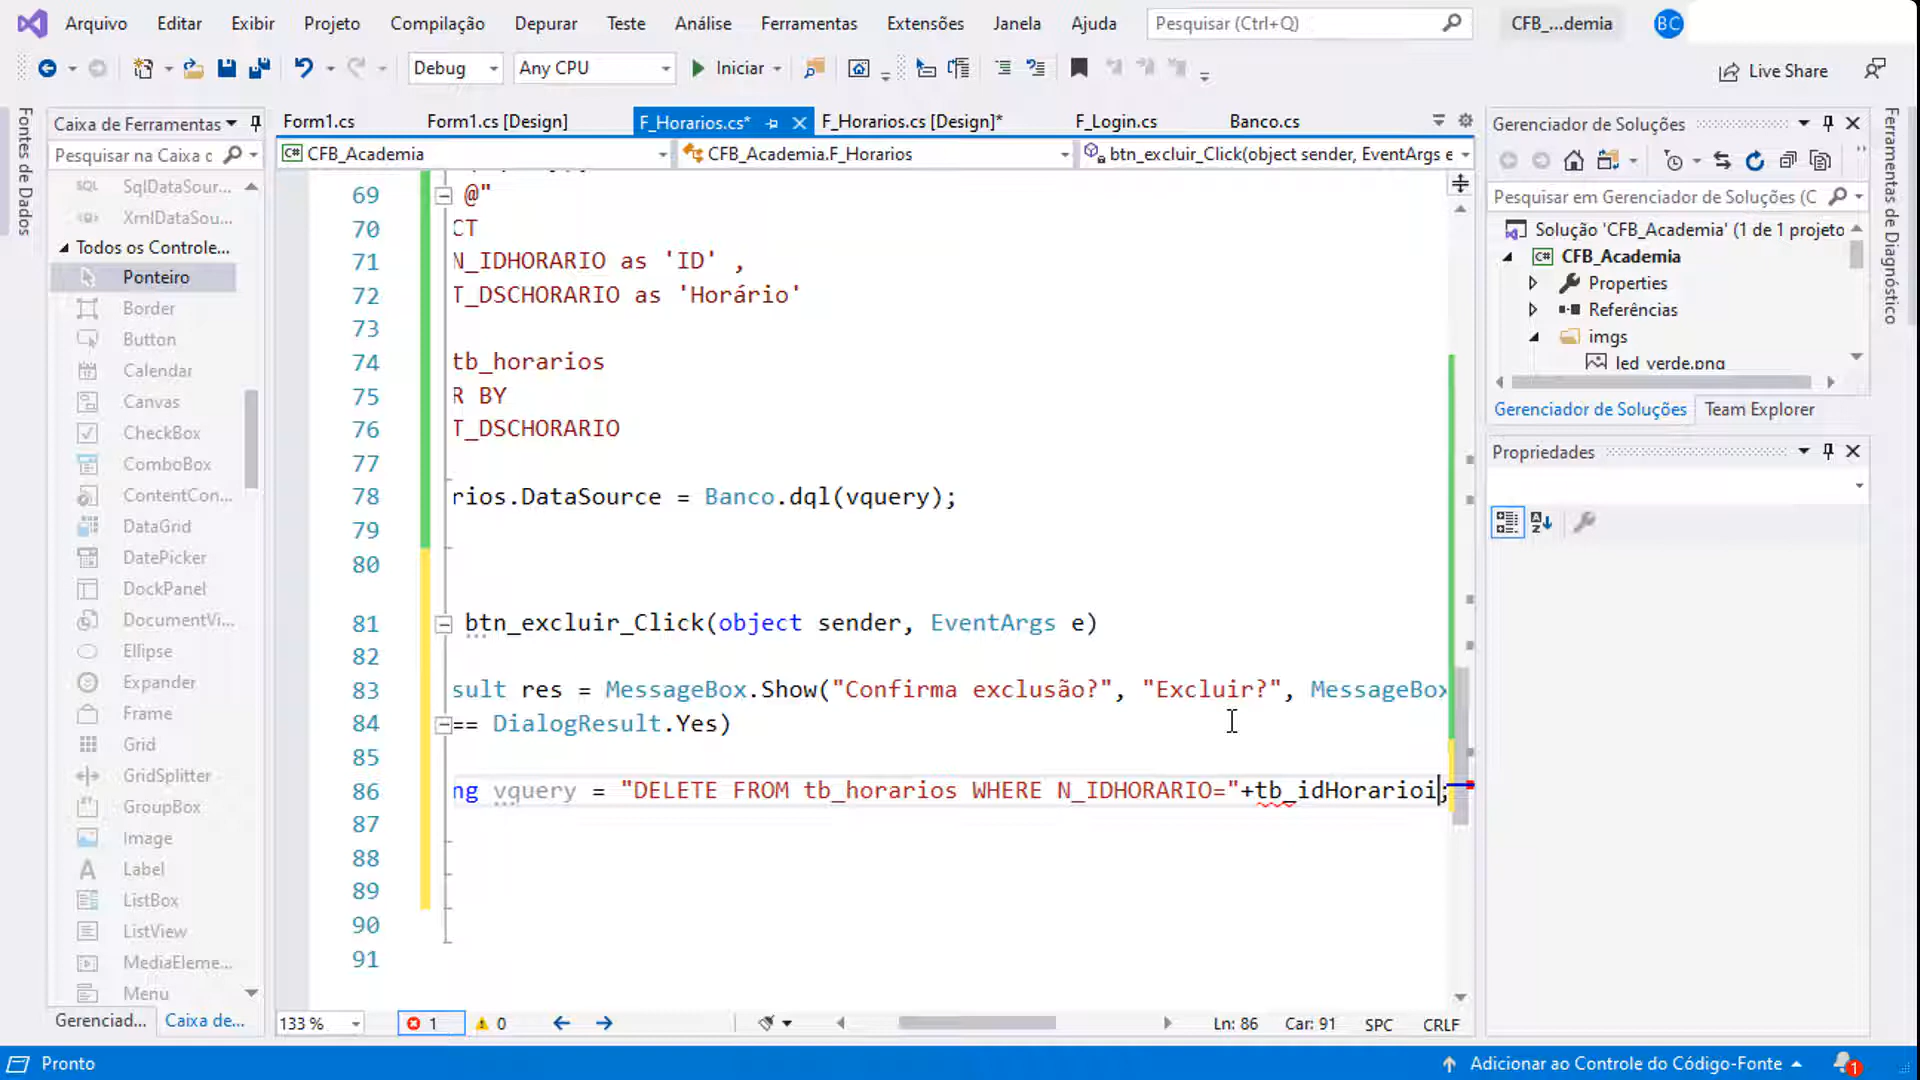 Arquivo Editar Exibir Projeto Compilação Depurar Teste Análise Ferramentas Extensões Janela Ajuda Pesquisar (Ctrl+Q) CFB_...demia BC
Debug Any CPU Iniciar Live Share
Fontes de Dados
Caixa de Ferramentas
Pesquisar na Caixa d
SqlDataSour...
XmlDataSou...
Todos os Controle...
Ponteiro
Border
Button
Calendar
Canvas
CheckBox
ComboBox
ContentCon...
DataGrid
DatePicker
DockPanel
DocumentVi...
Ellipse
Expander
Frame
Grid
GridSplitter
GroupBox
Image
Label
ListBox
ListView
MediaEleme...
Menu
Gerenciad... Caixa de...
Form1.cs Form1.cs [Design] F_Horarios.cs* F_Horarios.cs [Design]* F_Login.cs Banco.cs
C# CFB_Academia CFB_Academia.F_Horarios btn_excluir_Click(object sender, EventArgs e
69 @"
70 CT
71 N_IDHORARIO as 'ID' ,
72 T_DSCHORARIO as 'Horário'
73
74 tb_horarios
75 R BY
76 T_DSCHORARIO
77
78 rios.DataSource = Banco.dql(vquery);
79
80
81 btn_excluir_Click(object sender, EventArgs e)
82
83 sult res = MessageBox.Show("Confirma exclusão?", "Excluir?", MessageBox
84 == DialogResult.Yes)
85
86 ng vquery = "DELETE FROM tb_horarios WHERE N_IDHORARIO="+tb_idHorarioi;
87
88
89
90
91
133 % 1 0 Ln: 86 Car: 91 SPC CRLF
Gerenciador de Soluções
Pesquisar em Gerenciador de Soluções (C
Solução 'CFB_Academia' (1 de 1 projeto
C# CFB_Academia
Properties
Referências
imgs
led_verde.png
Gerenciador de Soluções Team Explorer
Propriedades
Ferramentas de Diagnóstico
Pronto Adicionar ao Controle do Código-Fonte 1